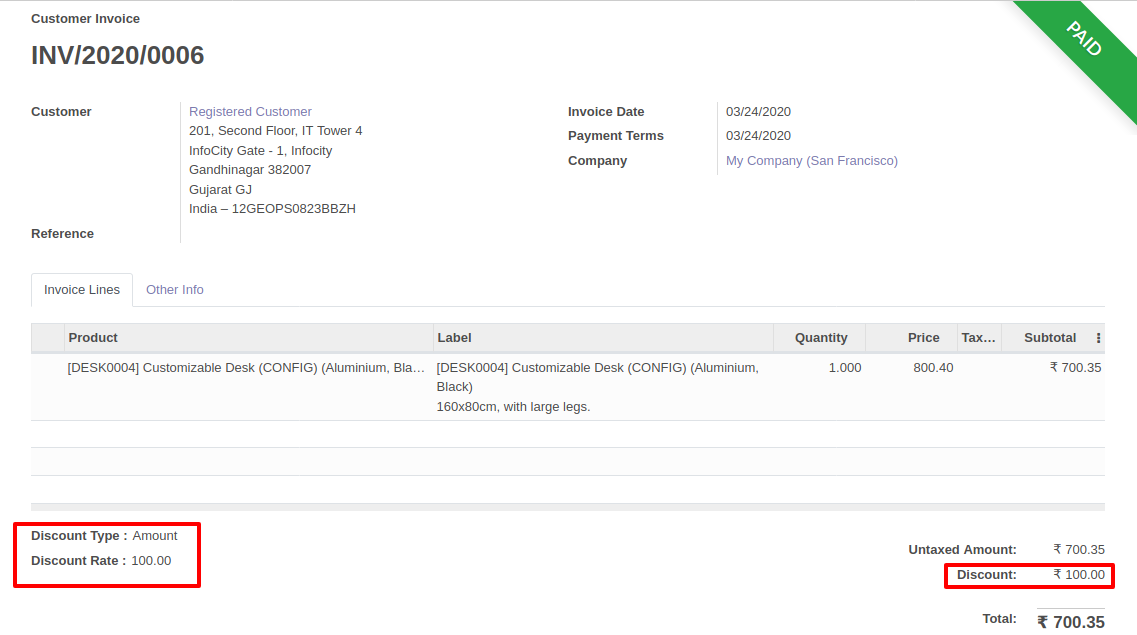 Customer Invoice
PAID
INV/2020/0006
Customer
Registered Customer
201, Second Floor, IT Tower 4
InfoCity Gate - 1, Infocity
Gandhinagar 382007
Gujarat GJ
India – 12GEOPS0823BBZH
Reference
Invoice Date 03/24/2020
Payment Terms 03/24/2020
Company My Company (San Francisco)
Invoice Lines Other Info
Product Label Quantity Price Tax… Subtotal
[DESK0004] Customizable Desk (CONFIG) (Aluminium, Bla… [DESK0004] Customizable Desk (CONFIG) (Aluminium, 1.000 800.40 ₹ 700.35
Black)
160x80cm, with large legs.
Discount Type : Amount
Discount Rate : 100.00
Untaxed Amount: ₹ 700.35
Discount: ₹ 100.00
Total: ₹ 700.35